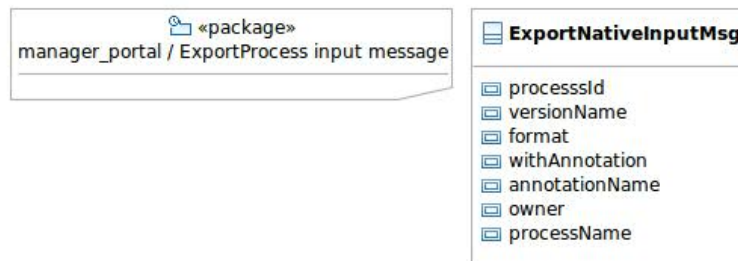 «package»
manager_portal / ExportProcess input message
ExportNativeInputMsg
processsId
versionName
format
withAnnotation
annotationName
owner
processName